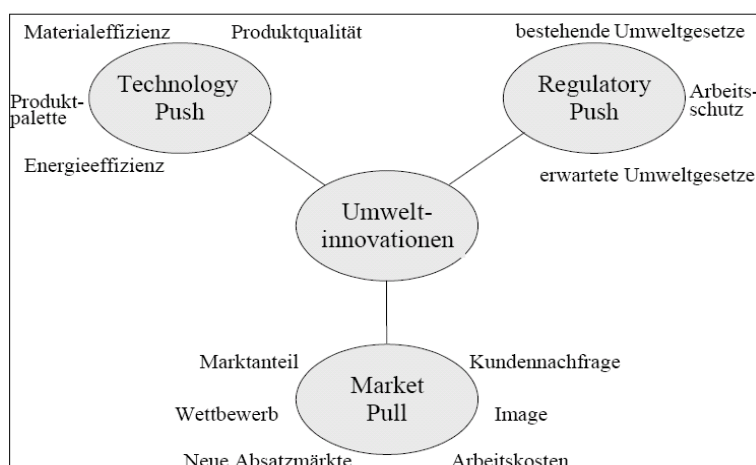 Materialeffizienz
Produktqualität
Technology
Push
Produkt-
palette
Energieeffizienz
bestehende Umweltgesetze
Regulatory
Push
Arbeits-
schutz
erwartete Umweltgesetze
Umwelt-
innovationen
Marktanteil
Kundennachfrage
Market
Pull
Wettbewerb
Image
Neue Absatzmärkte
Arbeitskosten